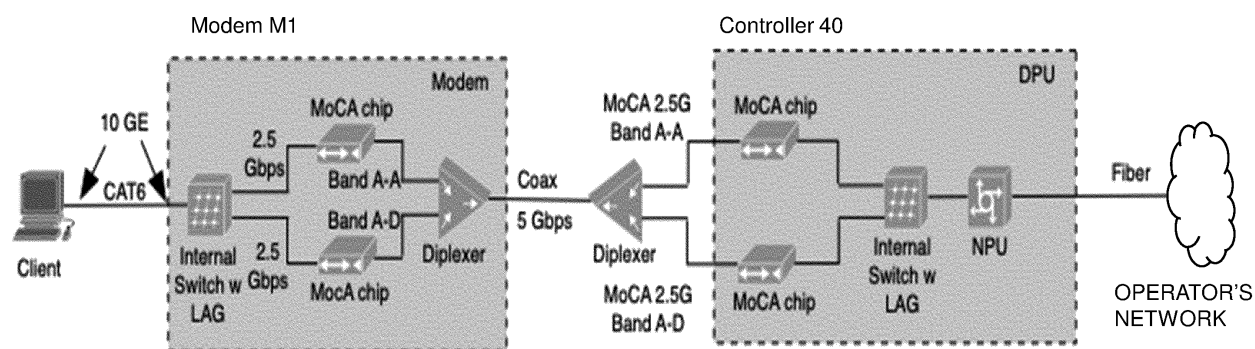 Modem M1
Controller 40
Modem
DPU
10 GE
CAT6
Client
Internal
Switch w
LAG
2.5
Gbps
2.5
Gbps
MoCA chip
Band A-A
Band A-D
MocA chip
Diplexer
Coax
5 Gbps
Diplexer
MoCA 2.5G
Band A-A
MoCA 2.5G
Band A-D
MoCA chip
MoCA chip
Internal
Switch w
LAG
NPU
Fiber
OPERATOR'S
NETWORK